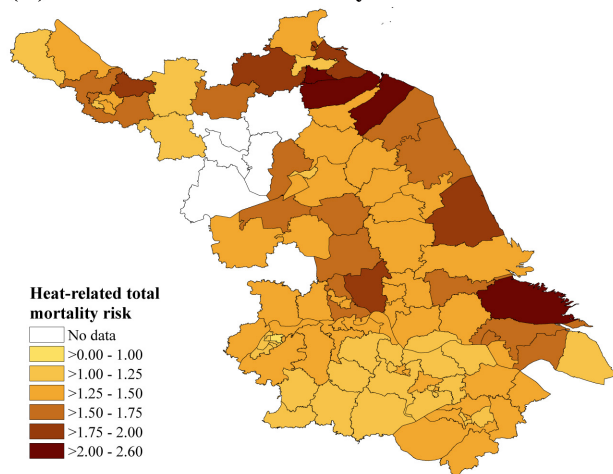 Heat-related total
mortality risk
No data
>0.00 - 1.00
>1.00 - 1.25
>1.25 - 1.50
>1.50 - 1.75
>1.75 - 2.00
>2.00 - 2.60